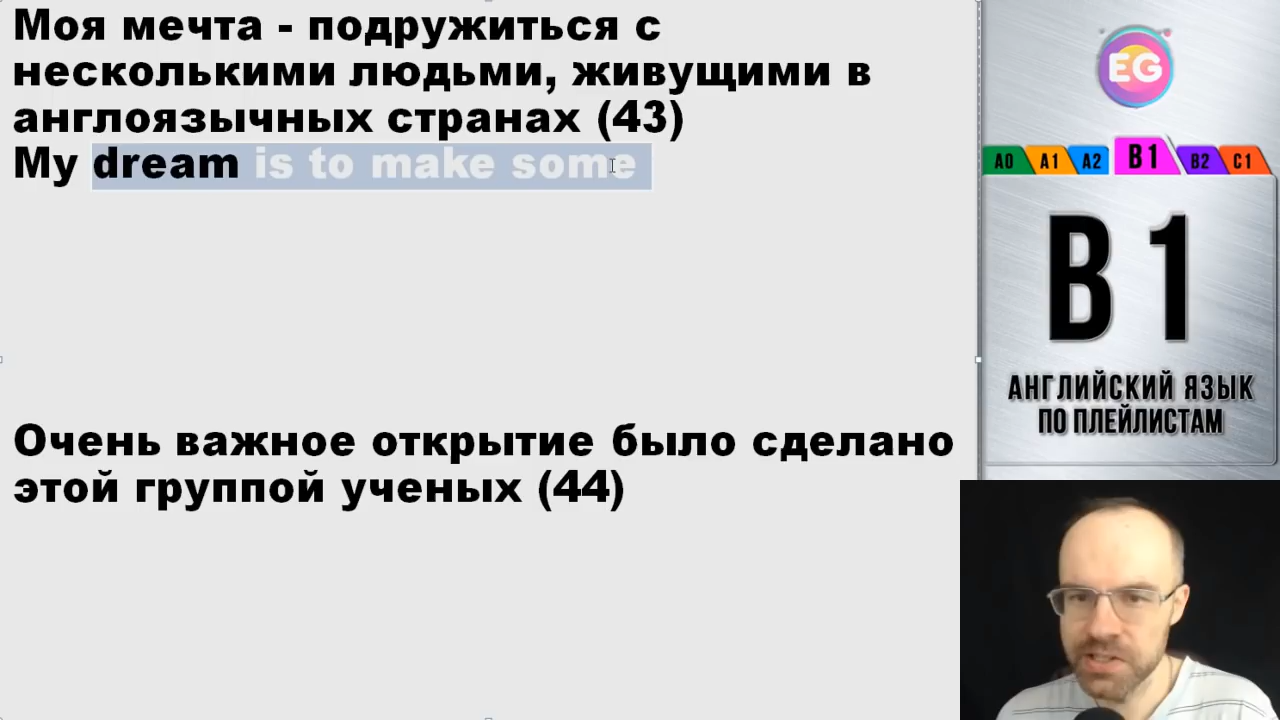 Моя мечта - подружиться с
несколькими людьми, живущими в
англоязычных странах (43)
My dream is to make some
Очень важное открытие было сделано
этой группой ученых (44)
EG
A0 A1 A2 B1 B2 C1
B1
АНГЛИЙСКИЙ ЯЗЫК
ПО ПЛЕЙЛИСТАМ